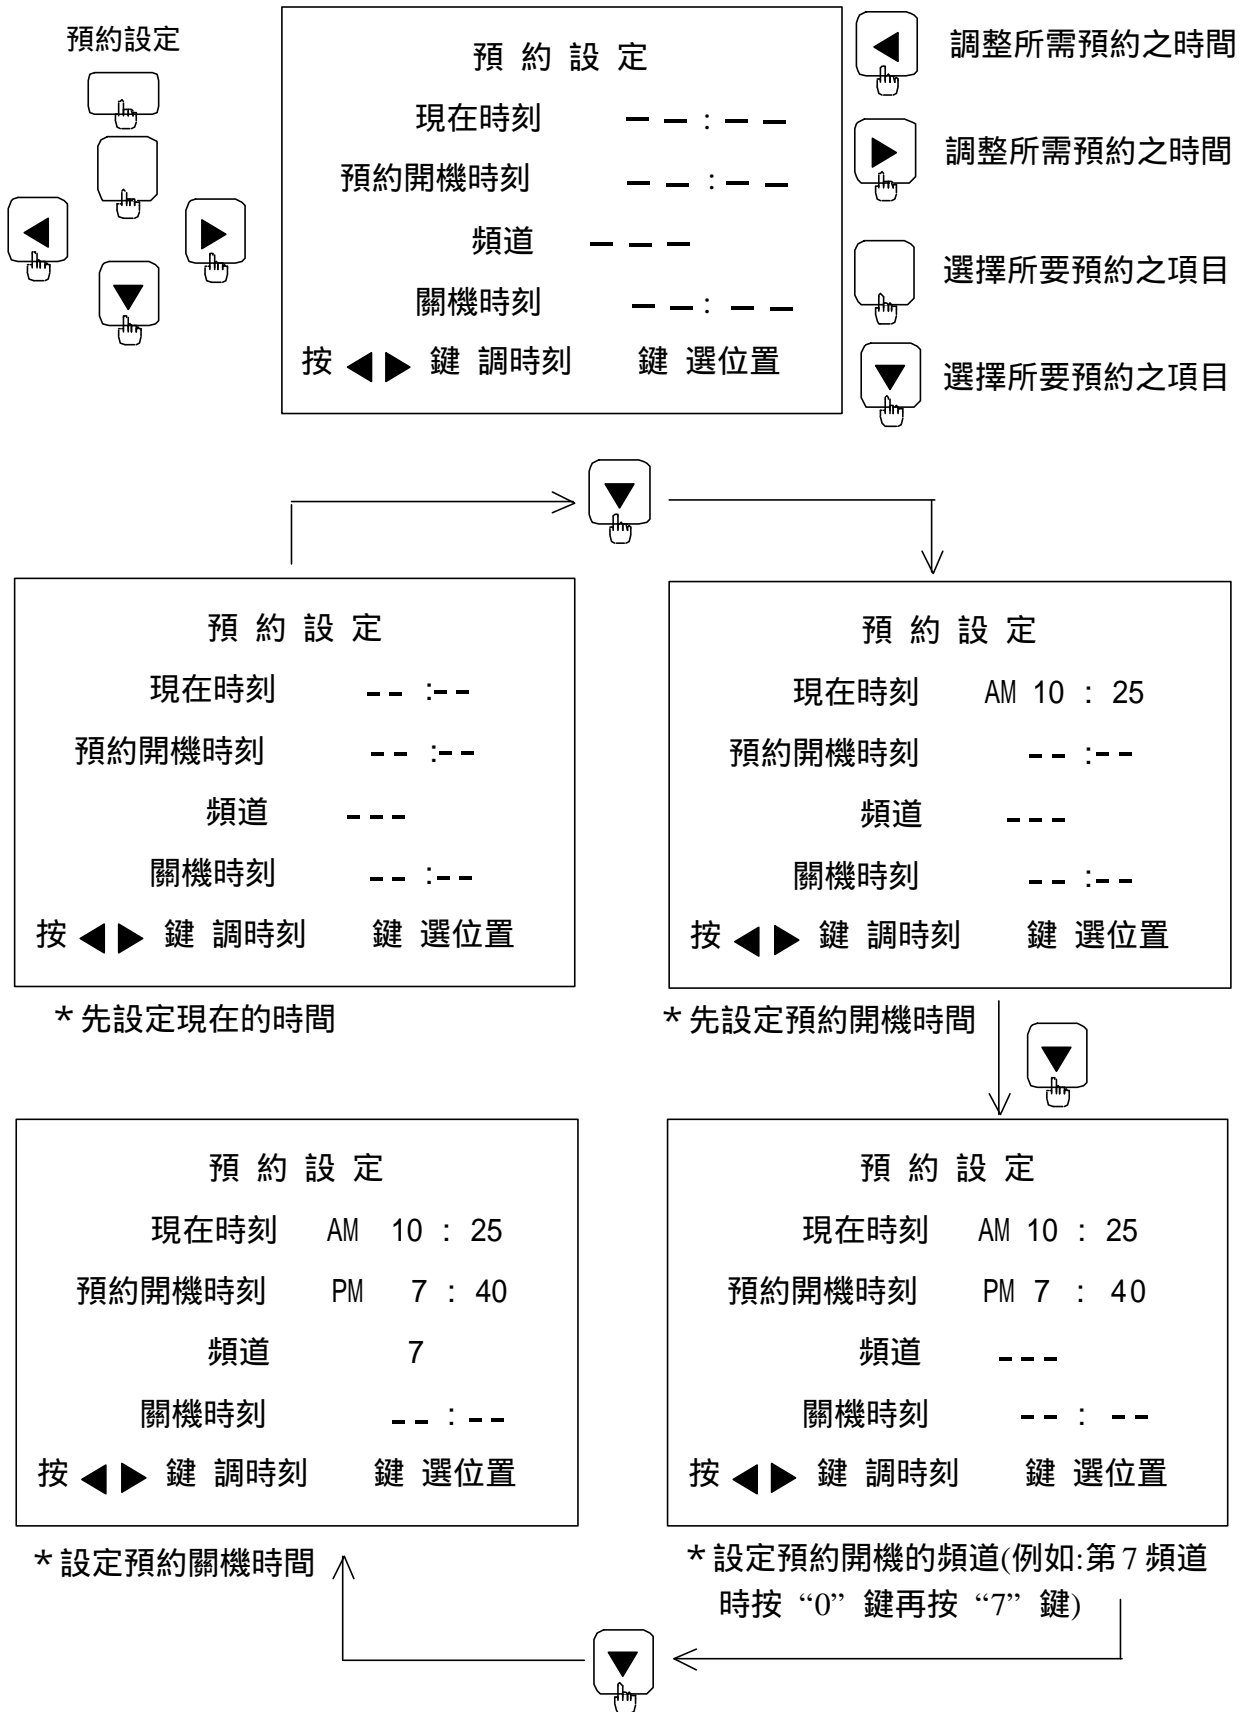 預約設定
預 約 設 定
現在時刻 – – : – –
預約開機時刻 – – : – –
頻道 – – –
關機時刻 – – : – –
按 ◀▶ 鍵 調時刻 鍵 選位置
◀ 調整所需預約之時間
▶ 調整所需預約之時間
選擇所要預約之項目
▼ 選擇所要預約之項目
預 約 設 定
現在時刻 -- :--
預約開機時刻 -- :--
頻道 ---
關機時刻 -- :--
按 ◀▶ 鍵 調時刻 鍵 選位置
*先設定現在的時間
預 約 設 定
現在時刻 AM 10 : 25
預約開機時刻 -- :--
頻道 ---
關機時刻 -- :--
按 ◀▶ 鍵 調時刻 鍵 選位置
*先設定預約開機時間
預 約 設 定
現在時刻 AM 10 : 25
預約開機時刻 PM 7 : 40
頻道 ---
關機時刻 -- : --
按 ◀▶ 鍵 調時刻 鍵 選位置
*設定預約開機的頻道(例如:第7頻道
時按 “0” 鍵再按 “7” 鍵)
預 約 設 定
現在時刻 AM 10 : 25
預約開機時刻 PM 7 : 40
頻道 7
關機時刻 -- : --
按 ◀▶ 鍵 調時刻 鍵 選位置
*設定預約關機時間